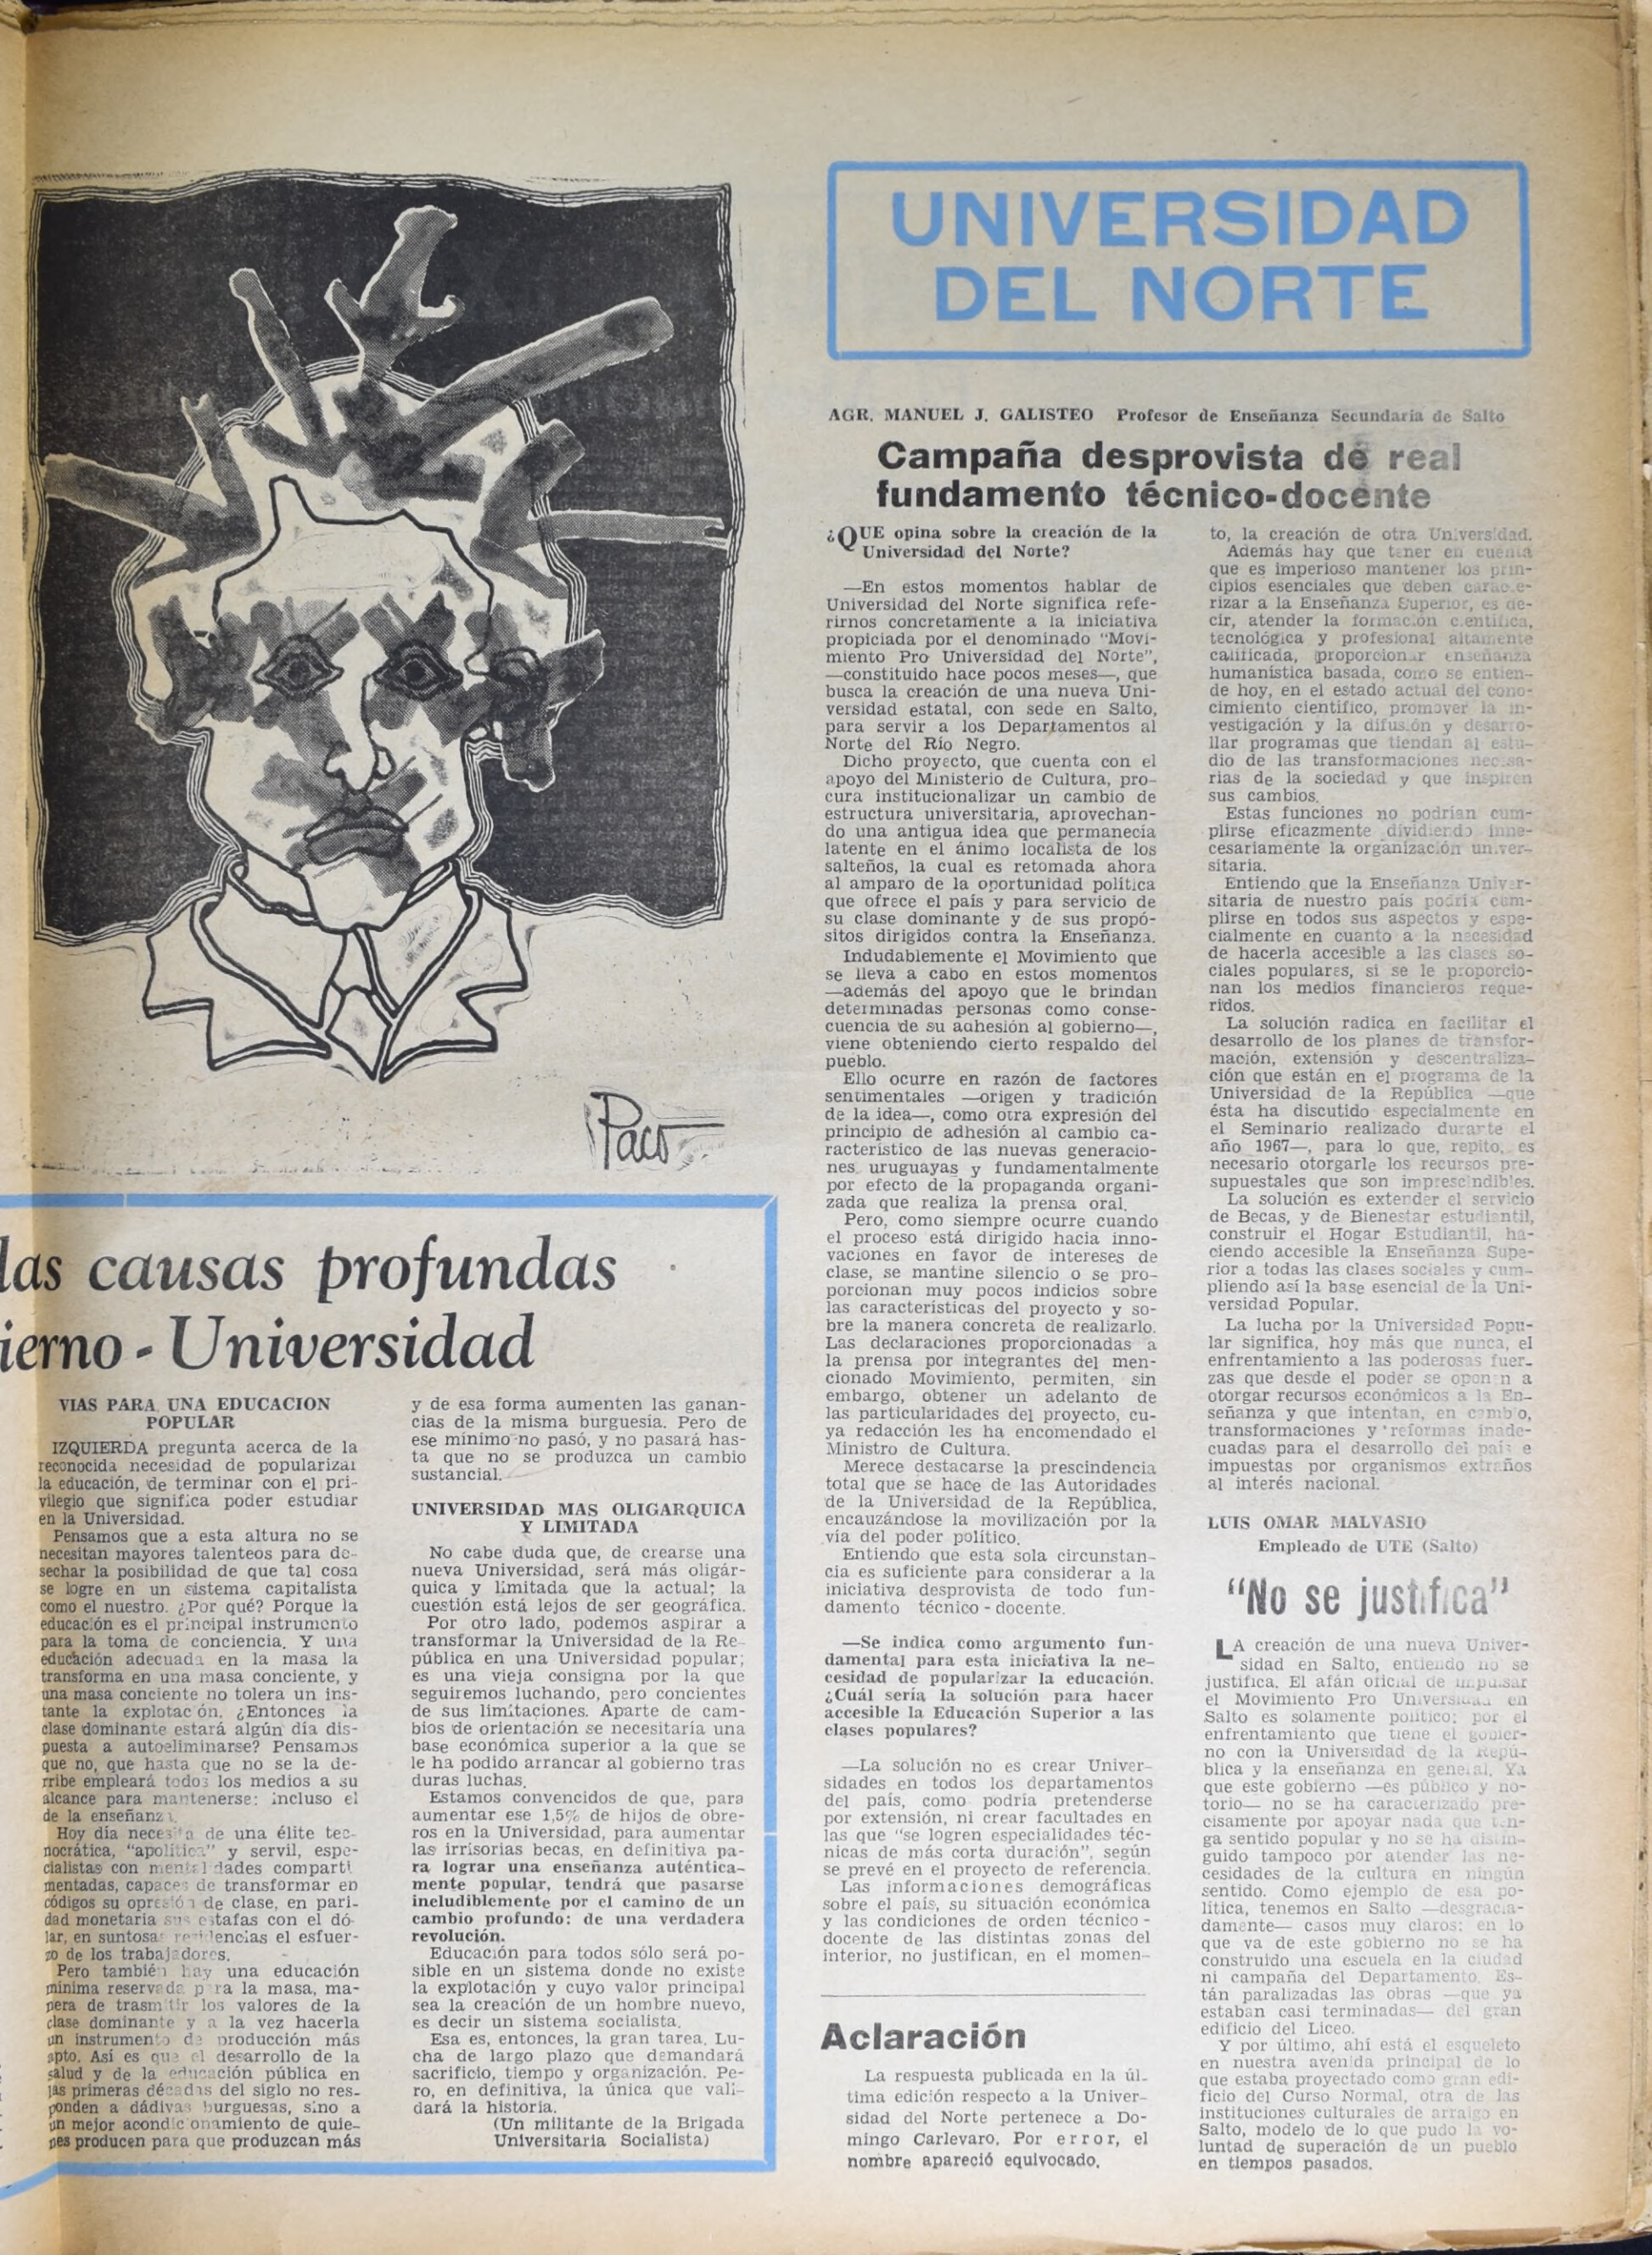 Paco
las causas profundas
ierno - Universidad
VIAS PARA UNA EDUCACION
POPULAR
IZQUIERDA pregunta acerca de la
reconocida necesidad de popularizar
la educación, de terminar con el pri-
vilegio que significa poder estudiar
en la Universidad.
Pensamos que a esta altura no se
necesitan mayores talenteos para de-
sechar la posibilidad de que tal cosa
se logre en un sistema capitalista
como el nuestro. ¿Por qué? Porque la
educación es el principal instrumento
para la toma de conciencia. Y una
educación adecuada en la masa la
transforma en una masa conciente, y
una masa conciente no tolera un ins-
tante la explotación. ¿Entonces la
clase dominante estará algún día dis-
puesta a autoeliminarse? Pensamos
que no, que hasta que no se la de-
rribe empleará todos los medios a su
alcance para mantenerse: incluso el
de la enseñanza.
Hoy día necesita de una élite tec-
nocrática, "apolítica" y servil, espe-
cialistas con mentalidades comparti
mentadas, capaces de transformar en
códigos su opresión de clase, en pari-
dad monetaria sus estafas con el dó-
lar, en suntosas residencias el esfuer-
zo de los trabajadores.
Pero también hay una educación
mínima reservada para la masa, ma-
nera de trasmitir los valores de la
clase dominante y a la vez hacerla
un instrumento de producción más
apto. Así es que el desarrollo de la
salud y de la educación pública en
las primeras décadas del siglo no res-
ponden a dádivas burguesas, sino a
un mejor acondicionamiento de quie-
nes producen para que produzcan más
y de esa forma aumenten las ganan-
cias de la misma burguesía. Pero de
ese mínimo no pasó, y no pasará has-
ta que no se produzca un cambio
sustancial.
UNIVERSIDAD MAS OLIGARQUICA
Y LIMITADA
No cabe duda que, de crearse una
nueva Universidad, será más oligár-
quica y limitada que la actual; la
cuestión está lejos de ser geográfica.
Por otro lado, podemos aspirar a
transformar la Universidad de la Re-
pública en una Universidad popular;
es una vieja consigna por la que
seguiremos luchando, pero concientes
de sus limitaciones. Aparte de cam-
bios de orientación se necesitaría una
base económica superior a la que se
le ha podido arrancar al gobierno tras
duras luchas.
Estamos convencidos de que, para
aumentar ese 1,5% de hijos de obre-
ros en la Universidad, para aumentar
las irrisorias becas, en definitiva pa-
ra lograr una enseñanza auténtica-
mente popular, tendrá que pasarse
ineludiblemente por el camino de un
cambio profundo: de una verdadera
revolución.
Educación para todos sólo será po-
sible en un sistema donde no existe
la explotación y cuyo valor principal
sea la creación de un hombre nuevo,
es decir un sistema socialista.
Esa es, entonces, la gran tarea. Lu-
cha de largo plazo que demandará
sacrificio, tiempo y organización. Pe-
ro, en definitiva, la única que vali-
dará la historia.
(Un militante de la Brigada
Universitaria Socialista)
UNIVERSIDAD
DEL NORTE
AGR. MANUEL J. GALISTEO Profesor de Enseñanza Secundaria de Salto
Campaña desprovista de real
fundamento técnico-docente
¿QUE opina sobre la creación de la
Universidad del Norte?
—En estos momentos hablar de
Universidad del Norte significa refe-
rirnos concretamente a la iniciativa
propiciada por el denominado "Movi-
miento Pro Universidad del Norte",
—constituido hace pocos meses—, que
busca la creación de una nueva Uni-
versidad estatal, con sede en Salto,
para servir a los Departamentos al
Norte del Río Negro.
Dicho proyecto, que cuenta con el
apoyo del Ministerio de Cultura, pro-
cura institucionalizar un cambio de
estructura universitaria, aprovechan-
do una antigua idea que permanecía
latente en el ánimo localista de los
salteños, la cual es retomada ahora
al amparo de la oportunidad política
que ofrece el país y para servicio de
su clase dominante y de sus propó-
sitos dirigidos contra la Enseñanza.
Indudablemente el Movimiento que
se lleva a cabo en estos momentos
—además del apoyo que le brindan
determinadas personas como conse-
cuencia de su adhesión al gobierno—,
viene obteniendo cierto respaldo del
pueblo.
Ello ocurre en razón de factores
sentimentales —origen y tradición
de la idea—, como otra expresión del
principio de adhesión al cambio ca-
racterístico de las nuevas generacio-
nes uruguayas y fundamentalmente
por efecto de la propaganda organi-
zada que realiza la prensa oral.
Pero, como siempre ocurre cuando
el proceso está dirigido hacia inno-
vaciones en favor de intereses de
clase, se mantine silencio o se pro-
porcionan muy pocos indicios sobre
las características del proyecto y so-
bre la manera concreta de realizarlo.
Las declaraciones proporcionadas a
la prensa por integrantes del men-
cionado Movimiento, permiten, sin
embargo, obtener un adelanto de
las particularidades del proyecto, cu-
ya redacción les ha encomendado el
Ministro de Cultura.
Merece destacarse la prescindencia
total que se hace de las Autoridades
de la Universidad de la República,
encauzándose la movilización por la
vía del poder político.
Entiendo que esta sola circunstan-
cia es suficiente para considerar a la
iniciativa desprovista de todo fun-
damento técnico - docente.
—Se indica como argumento fun-
damental para esta iniciativa la ne-
cesidad de popularizar la educación.
¿Cuál sería la solución para hacer
accesible la Educación Superior a las
clases populares?
—La solución no es crear Univer-
sidades en todos los departamentos
del país, como podría pretenderse
por extensión, ni crear facultades en
las que "se logren especialidades téc-
nicas de más corta duración", según
se prevé en el proyecto de referencia.
Las informaciones demográficas
sobre el país, su situación económica
y las condiciones de orden técnico -
docente de las distintas zonas del
interior, no justifican, en el momen-
to, la creación de otra Universidad.
Además hay que tener en cuenta
que es imperioso mantener los prin-
cipios esenciales que deben caracte-
rizar a la Enseñanza Superior, es de-
cir, atender la formación científica,
tecnológica y profesional altamente
calificada, proporcionar enseñanza
humanística basada, como se entien-
de hoy, en el estado actual del cono-
cimiento científico, promover la in-
vestigación y la difusión y desarro-
llar programas que tiendan al estu-
dio de las transformaciones necesa-
rias de la sociedad y que inspiren
sus cambios.
Estas funciones no podrían cum-
plirse eficazmente dividiendo inne-
cesariamente la organización univer-
sitaria.
Entiendo que la Enseñanza Univer-
sitaria de nuestro país podría cum-
plirse en todos sus aspectos y espe-
cialmente en cuanto a la necesidad
de hacerla accesible a las clases so-
ciales populares, si se le proporcio-
nan los medios financieros reque-
ridos.
La solución radica en facilitar el
desarrollo de los planes de transfor-
mación, extensión y descentraliza-
ción que están en el programa de la
Universidad de la República —que
ésta ha discutido especialmente en
el Seminario realizado durante el
año 1967—, para lo que, repito, es
necesario otorgarle los recursos pre-
supuestales que son imprescindibles.
La solución es extender el servicio
de Becas, y de Bienestar estudiantil,
construir el Hogar Estudiantil, ha-
ciendo accesible la Enseñanza Supe-
rior a todas las clases sociales y cum-
pliendo así la base esencial de la Uni-
versidad Popular.
La lucha por la Universidad Popu-
lar significa, hoy más que nunca, el
enfrentamiento a las poderosas fuer-
zas que desde el poder se oponen a
otorgar recursos económicos a la En-
señanza y que intentan, en cambio,
transformaciones y reformas inade-
cuadas para el desarrollo del país e
impuestas por organismos extraños
al interés nacional.
LUIS OMAR MALVASIO
Empleado de UTE (Salto)
"No se justifica"
LA creación de una nueva Univer-
sidad en Salto, entiendo no se
justifica. El afán oficial de impulsar
el Movimiento Pro Universidad en
Salto es solamente político; por el
enfrentamiento que tiene el gobier-
no con la Universidad de la Repú-
blica y la enseñanza en general. Ya
que este gobierno —es público y no-
torio— no se ha caracterizado pre-
cisamente por apoyar nada que ten-
ga sentido popular y no se ha distin-
guido tampoco por atender las ne-
cesidades de la cultura en ningún
sentido. Como ejemplo de esa po-
lítica, tenemos en Salto —desgracia-
damente— casos muy claros: en lo
que va de este gobierno no se ha
construido una escuela en la ciudad
ni campaña del Departamento. Es-
tán paralizadas las obras —que ya
estaban casi terminadas— del gran
edificio del Liceo.
Y por último, ahí está el esqueleto
en nuestra avenida principal de lo
que estaba proyectado como gran edi-
ficio del Curso Normal, otra de las
instituciones culturales de arraigo en
Salto, modelo de lo que pudo la vo-
luntad de superación de un pueblo
en tiempos pasados.
Aclaración
La respuesta publicada en la úl-
tima edición respecto a la Univer-
sidad del Norte pertenece a Do-
mingo Carlevaro. Por error, el
nombre apareció equivocado.